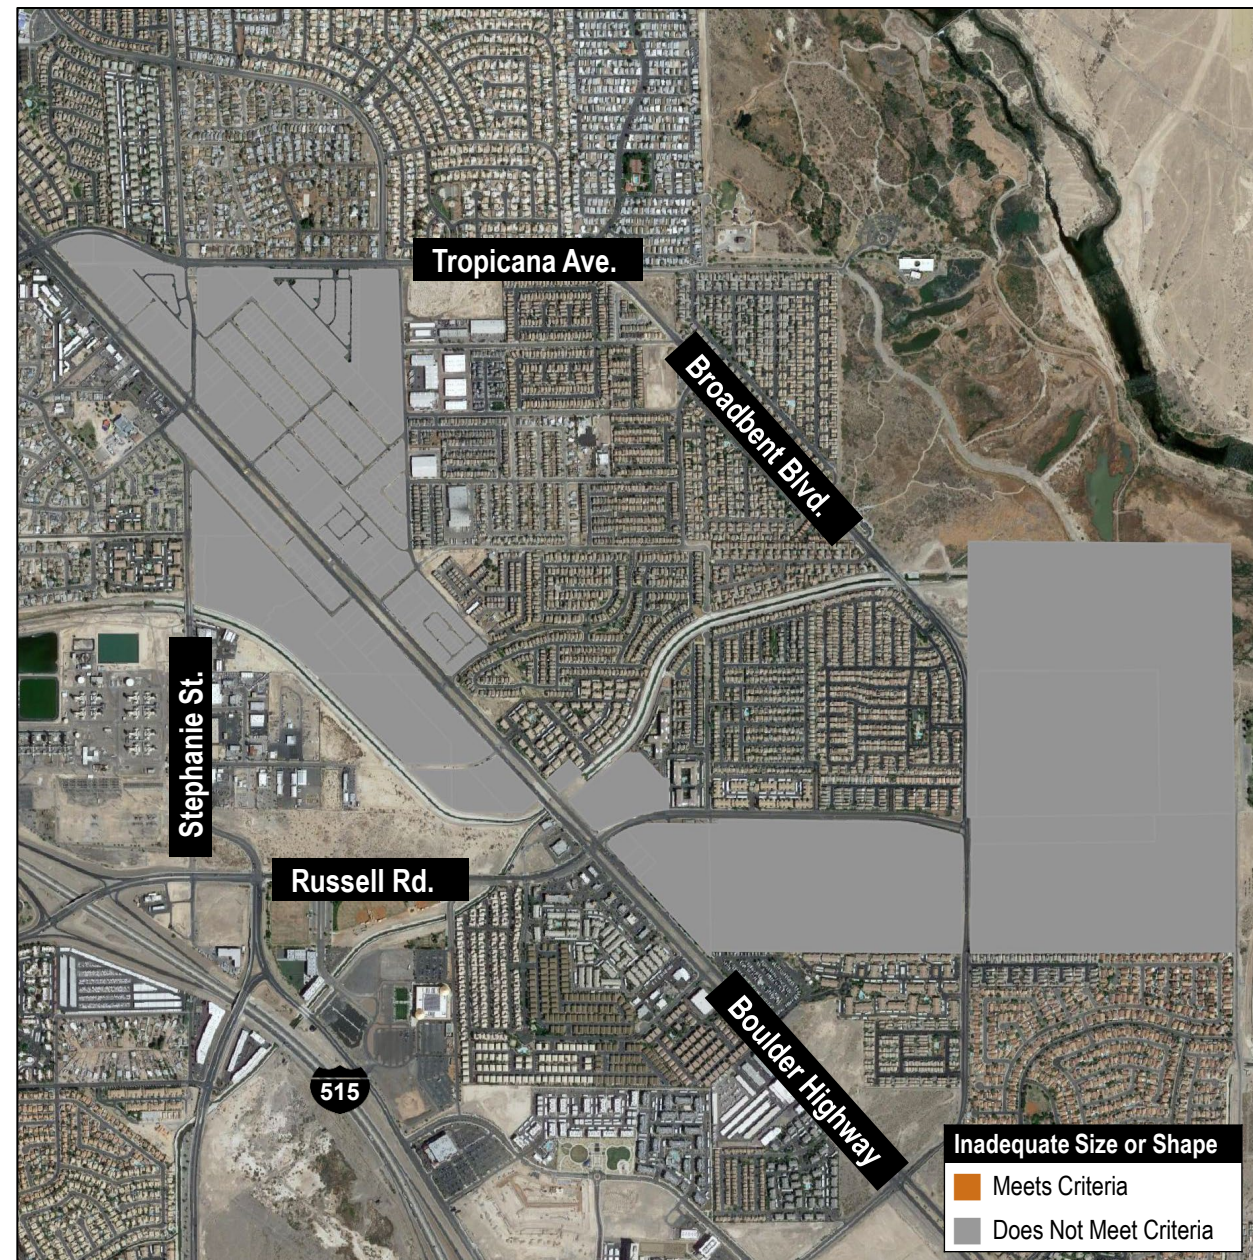 Tropicana Ave.
Broadbent Blvd.
Stephanie St.
Russell Rd.
515
Boulder Highway
Inadequate Size or Shape
Meets Criteria
Does Not Meet Criteria